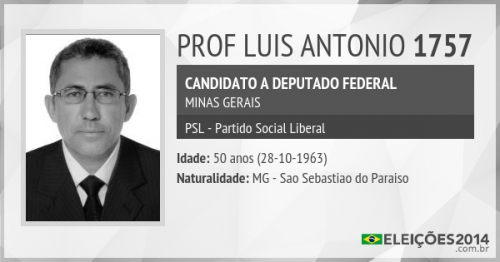 PROF LUIS ANTONIO 1757
CANDIDATO A DEPUTADO FEDERAL
MINAS GERAIS
PSL - Partido Social Liberal
Idade: 50 anos (28-10-1963)
Naturalidade: MG - Sao Sebastiao do Paraiso
ELEIÇÕES2014
.com.br